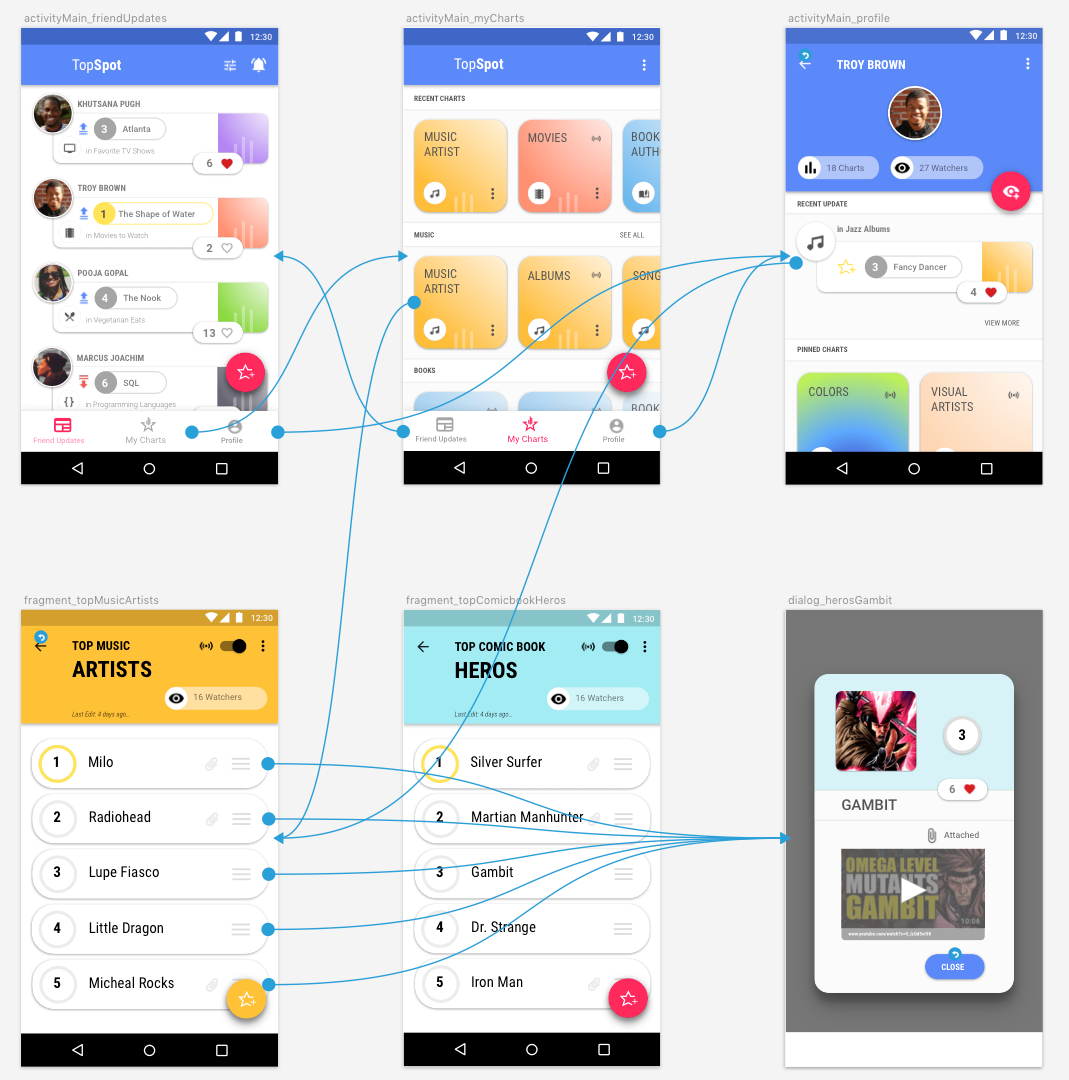 activityMain_friendUpdates
12:30
TopSpot
KHUTSANA PUGH
3 Atlanta
in Favorite TV Shows
6
TROY BROWN
1 The Shape of Water
in Movies to Watch
2
POOJA GOPAL
4 The Nook
in Vegetarian Eats
13
MARCUS JOACHIM
6 SQL
in Programming Languages
Friend Updates My Charts Profile
activityMain_myCharts
12:30
TopSpot
RECENT CHARTS
MUSIC
ARTIST
MOVIES
BOOK
AUTH
MUSIC SEE ALL
MUSIC
ARTIST
ALBUMS
SONG
BOOKS
BOOK
Friend Updates My Charts Profile
activityMain_profile
12:30
TROY BROWN
18 Charts 27 Watchers
RECENT UPDATE
in Jazz Albums
3 Fancy Dancer
4
VIEW MORE
PINNED CHARTS
COLORS
VISUAL
ARTISTS
fragment_topMusicArtists
12:30
TOP MUSIC
ARTISTS
16 Watchers
Last Edit: 4 days ago...
1 Milo
2 Radiohead
3 Lupe Fiasco
4 Little Dragon
5 Micheal Rocks
fragment_topComicbookHeros
12:30
TOP COMIC BOOK
HEROS
16 Watchers
Last Edit: 4 days ago...
1 Silver Surfer
2 Martian Manhunter
3 Gambit
4 Dr. Strange
5 Iron Man
dialog_herosGambit
3
6
GAMBIT
Attached
OMEGA LEVEL
MUTANTS
GAMBIT
10:08
CLOSE